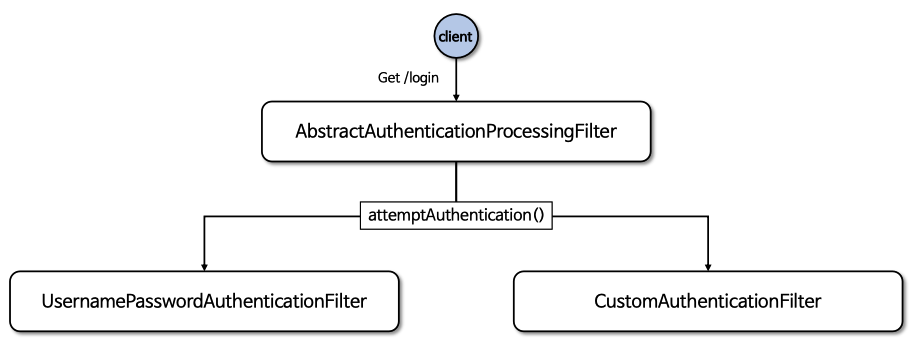 client
Get /login
AbstractAuthenticationProcessingFilter
attemptAuthentication()
UsernamePasswordAuthenticationFilter
CustomAuthenticationFilter